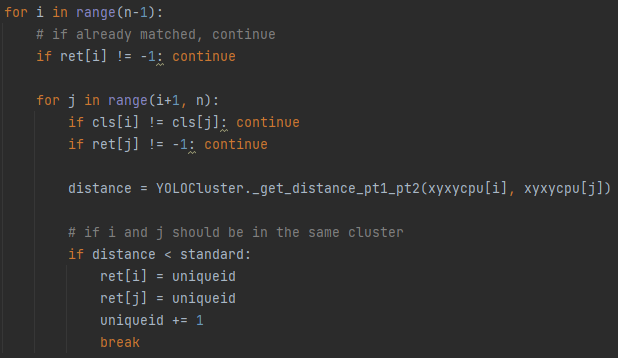 for i in range(n-1):
    # if already matched, continue
    if ret[i] != -1: continue

    for j in range(i+1, n):
        if cls[i] != cls[j]: continue
        if ret[j] != -1: continue

        distance = YOLOCluster._get_distance_pt1_pt2(xyxycpu[i], xyxycpu[j])

        # if i and j should be in the same cluster
        if distance < standard:
            ret[i] = uniqueid
            ret[j] = uniqueid
            uniqueid += 1
            break